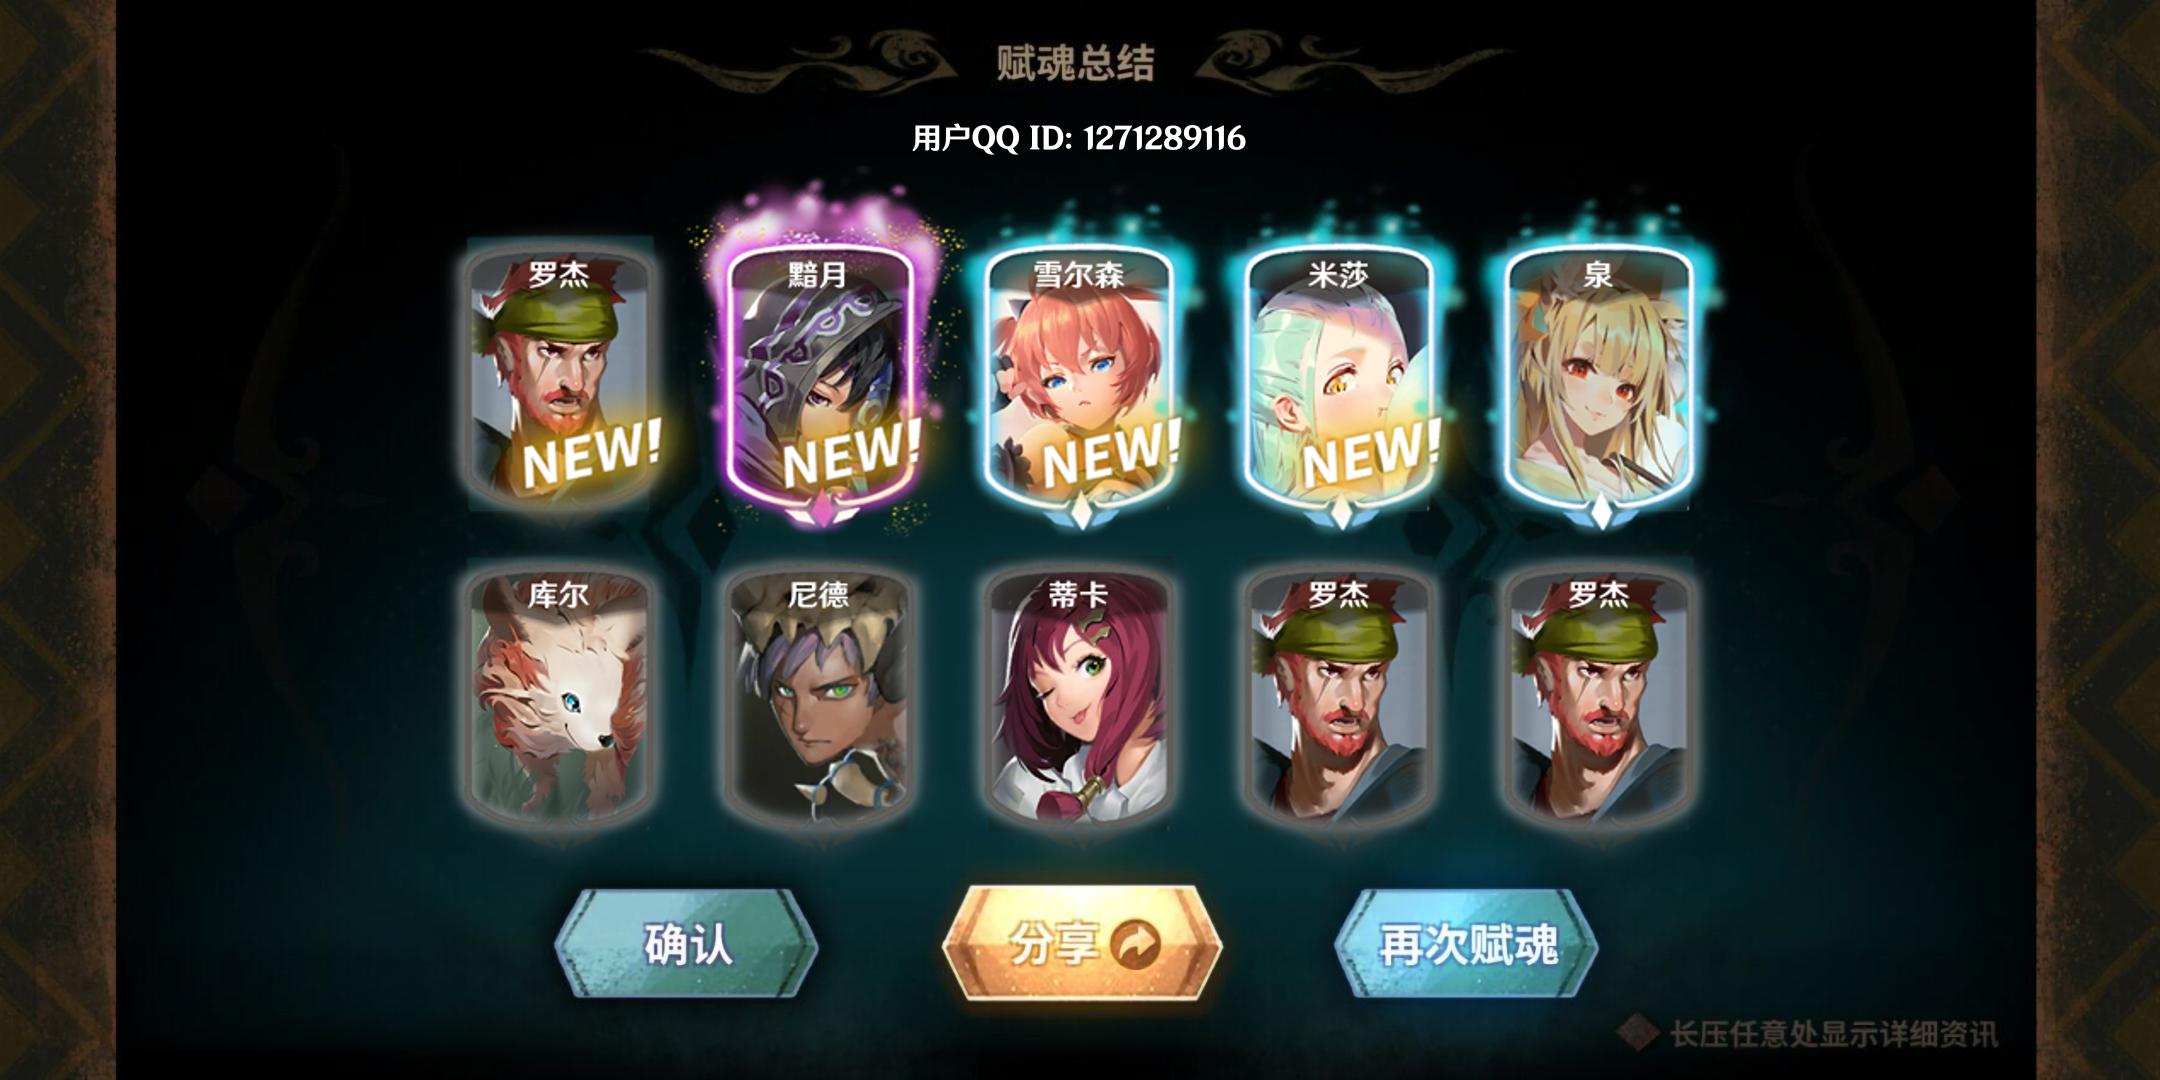 赋魂总结
用户QQ ID: 1271289116
罗杰
黯月
雪尔森
米莎
泉
NEW!
NEW!
NEW!
NEW!
库尔
尼德
蒂卡
罗杰
罗杰
确认
分享
再次赋魂
长压任意处显示详细资讯